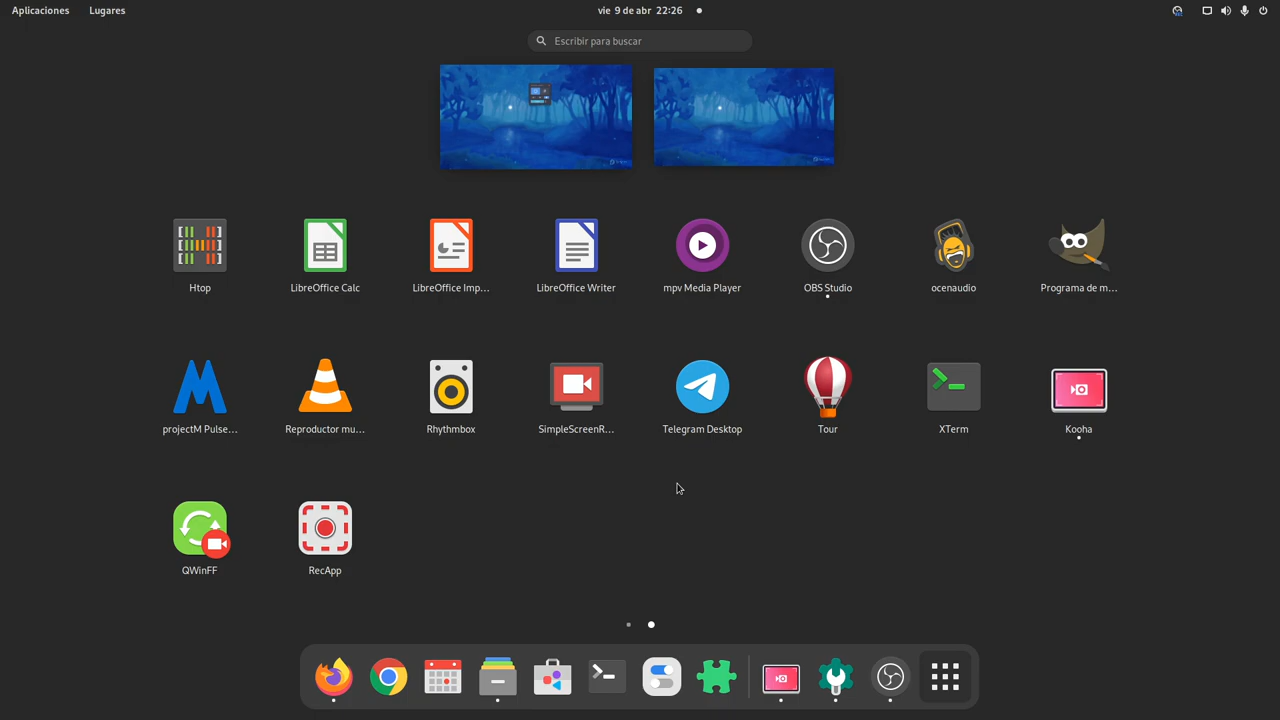 Aplicaciones Lugares vie 9 de abr 22:26
Escribir para buscar
Htop LibreOffice Calc LibreOffice Imp... LibreOffice Writer mpv Media Player OBS Studio ocenaudio Programa de m...
projectM Pulse... Reproductor mu... Rhythmbox SimpleScreenR... Telegram Desktop Tour XTerm Kooha
QWinFF RecApp